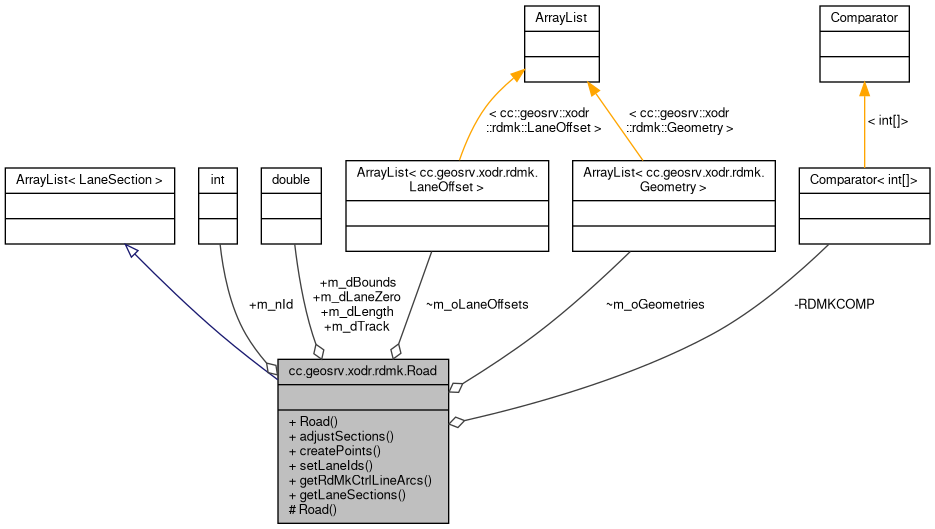 ArrayList
Comparator
< cc::geosrv::xodr
::rdmk::LaneOffset >
< cc::geosrv::xodr
::rdmk::Geometry >
< int[]>
ArrayList< LaneSection >
int
double
ArrayList< cc.geosrv.xodr.rdmk.
LaneOffset >
ArrayList< cc.geosrv.xodr.rdmk.
Geometry >
Comparator< int[]>
+m_nId
+m_dBounds
+m_dLaneZero
+m_dLength
+m_dTrack
~m_oLaneOffsets
~m_oGeometries
-RDMKCOMP
cc.geosrv.xodr.rdmk.Road
+ Road()
+ adjustSections()
+ createPoints()
+ setLaneIds()
+ getRdMkCtrlLineArcs()
+ getLaneSections()
# Road()